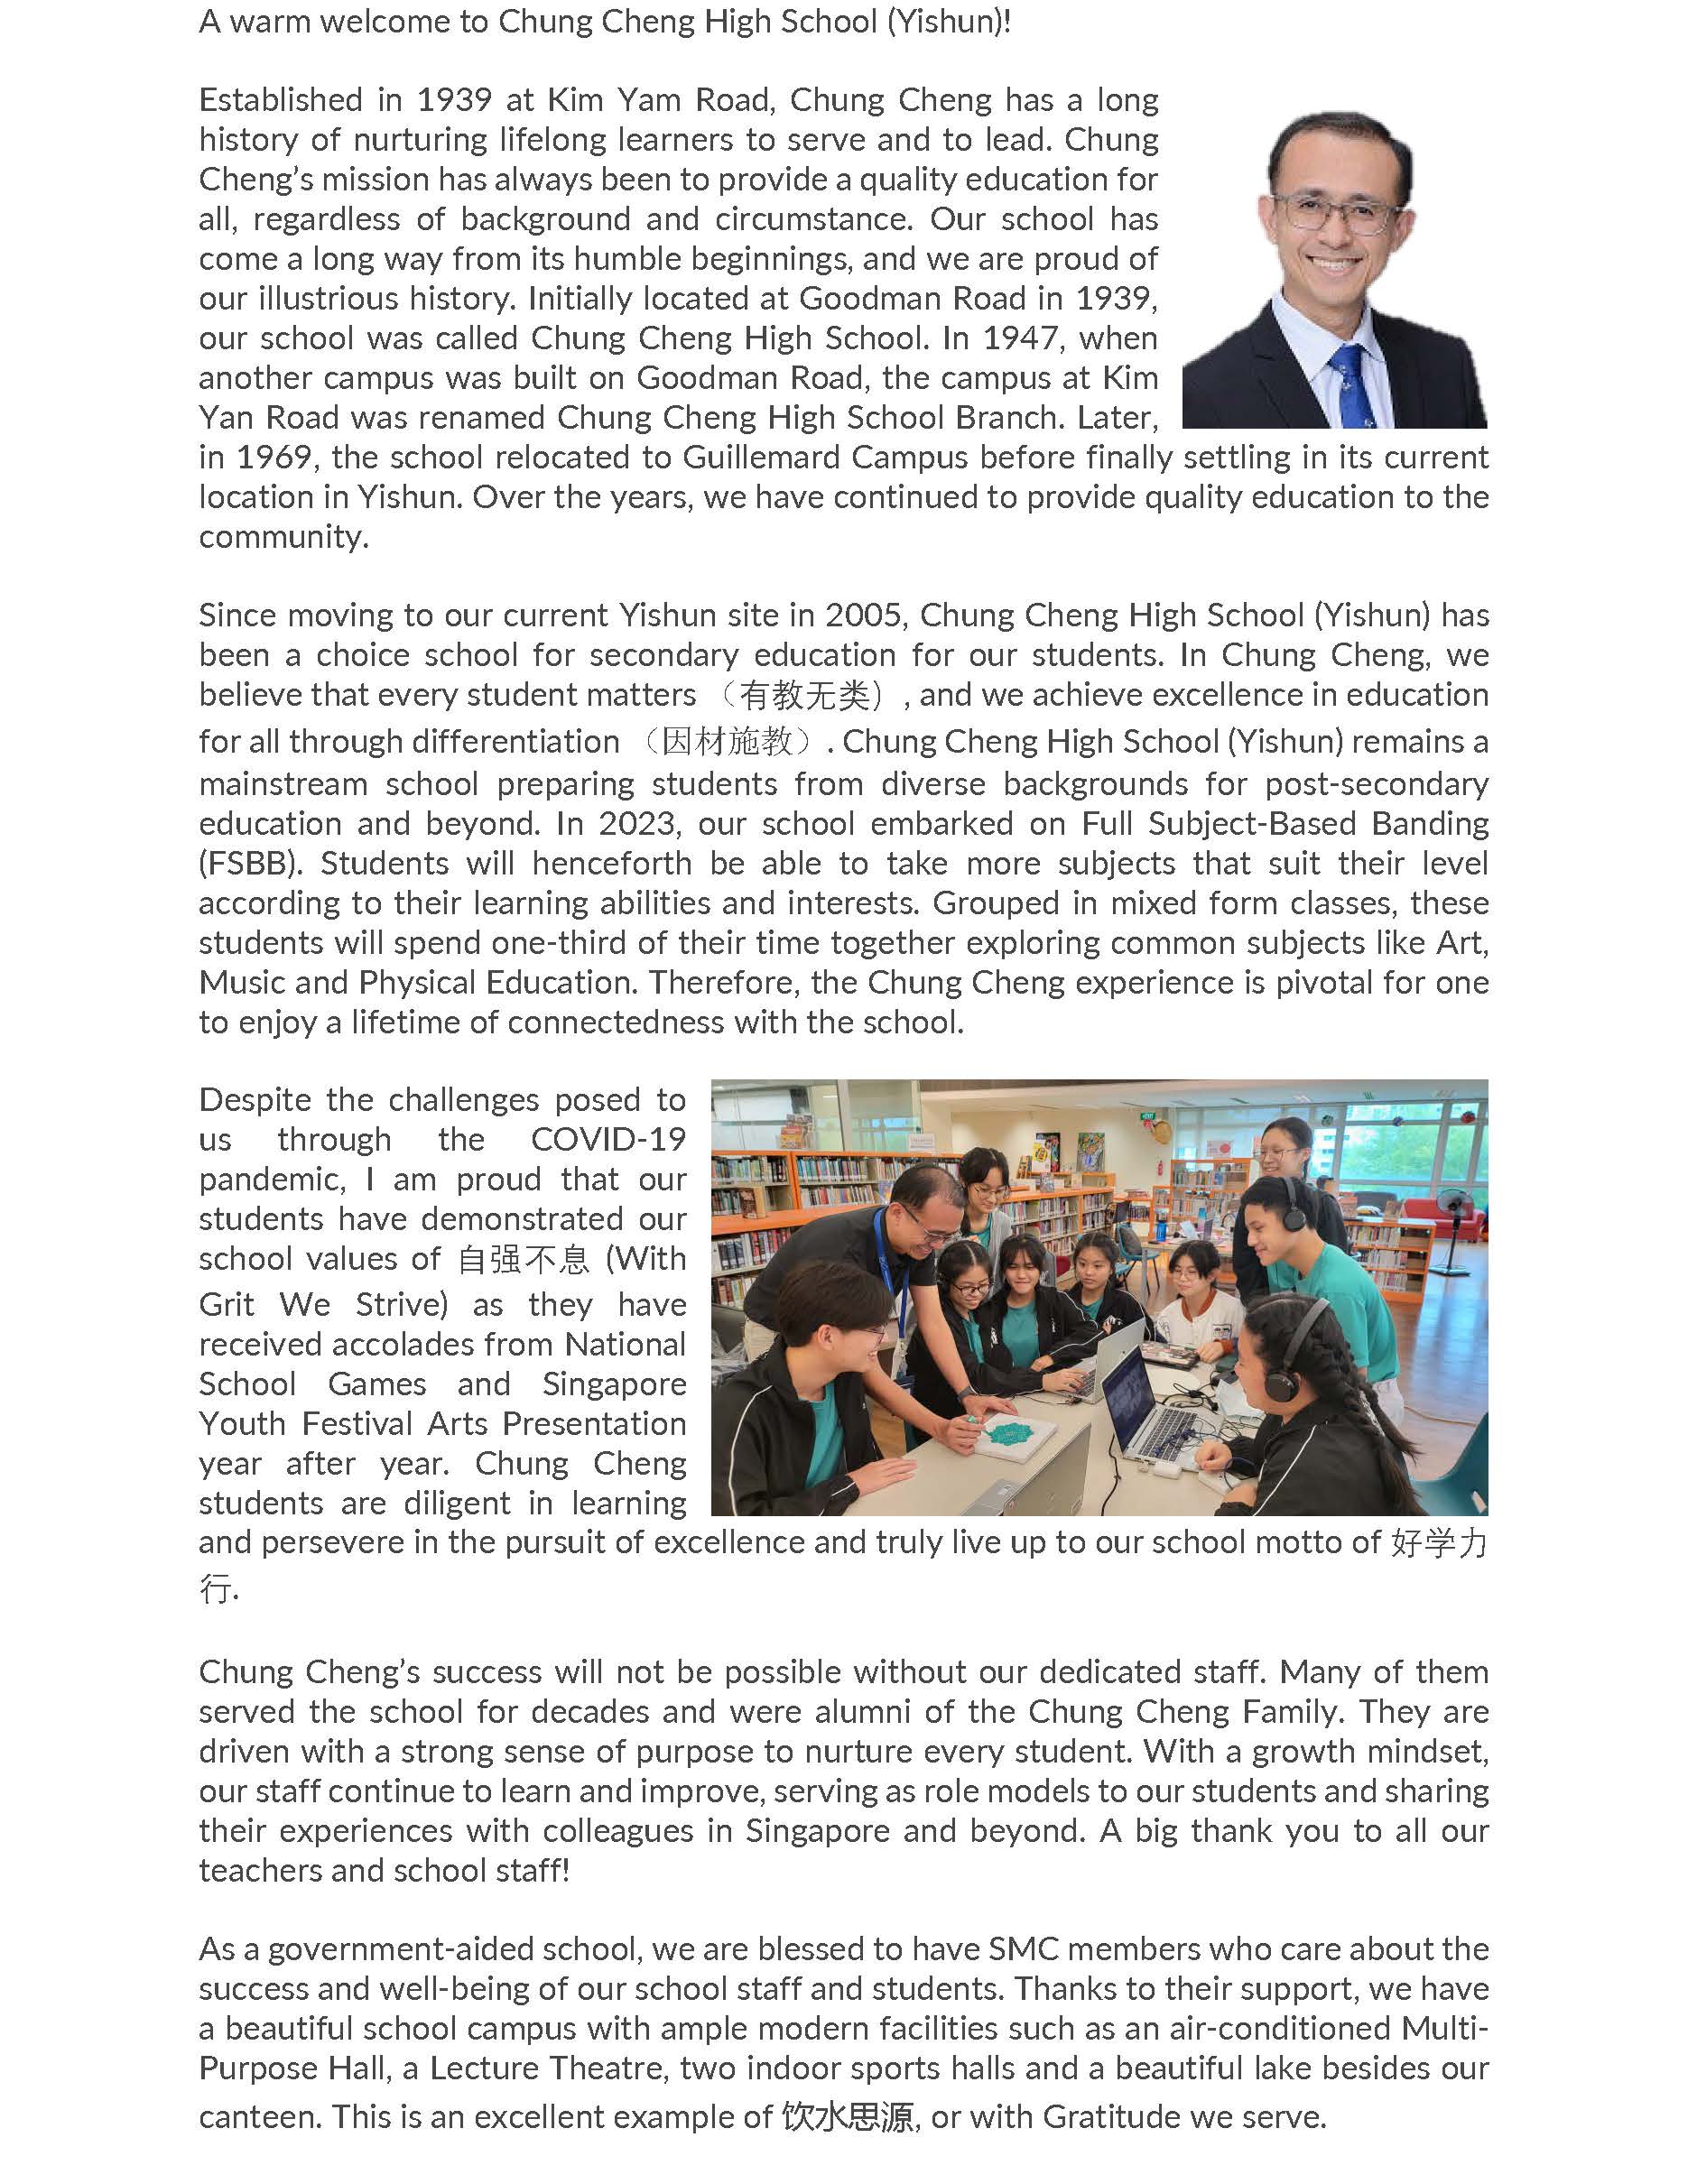 A warm welcome to Chung Cheng High School (Yishun)!
Established in 1939 at Kim Yam Road, Chung Cheng has a long
history of nurturing lifelong learners to serve and to lead. Chung
Cheng’s mission has always been to provide a quality education for
all, regardless of background and circumstance. Our school has
come a long way from its humble beginnings, and we are proud of
our illustrious history. Initially located at Goodman Road in 1939,
our school was called Chung Cheng High School. In 1947, when
another campus was built on Goodman Road, the campus at Kim
Yan Road was renamed Chung Cheng High School Branch. Later,
in 1969, the school relocated to Guillemard Campus before finally settling in its current
location in Yishun. Over the years, we have continued to provide quality education to the
community.
Since moving to our current Yishun site in 2005, Chung Cheng High School (Yishun) has
been a choice school for secondary education for our students. In Chung Cheng, we
believe that every student matters （有教无类）, and we achieve excellence in education
for all through differentiation （因材施教）. Chung Cheng High School (Yishun) remains a
mainstream school preparing students from diverse backgrounds for post-secondary
education and beyond. In 2023, our school embarked on Full Subject-Based Banding
(FSBB). Students will henceforth be able to take more subjects that suit their level
according to their learning abilities and interests. Grouped in mixed form classes, these
students will spend one-third of their time together exploring common subjects like Art,
Music and Physical Education. Therefore, the Chung Cheng experience is pivotal for one
to enjoy a lifetime of connectedness with the school.
Despite the challenges posed to
us through the COVID-19
pandemic, I am proud that our
students have demonstrated our
school values of 自强不息 (With
Grit We Strive) as they have
received accolades from National
School Games and Singapore
Youth Festival Arts Presentation
year after year. Chung Cheng
students are diligent in learning
and persevere in the pursuit of excellence and truly live up to our school motto of 好学力
行.
Chung Cheng’s success will not be possible without our dedicated staff. Many of them
served the school for decades and were alumni of the Chung Cheng Family. They are
driven with a strong sense of purpose to nurture every student. With a growth mindset,
our staff continue to learn and improve, serving as role models to our students and sharing
their experiences with colleagues in Singapore and beyond. A big thank you to all our
teachers and school staff!
As a government-aided school, we are blessed to have SMC members who care about the
success and well-being of our school staff and students. Thanks to their support, we have
a beautiful school campus with ample modern facilities such as an air-conditioned Multi-
Purpose Hall, a Lecture Theatre, two indoor sports halls and a beautiful lake besides our
canteen. This is an excellent example of 饮水思源, or with Gratitude we serve.